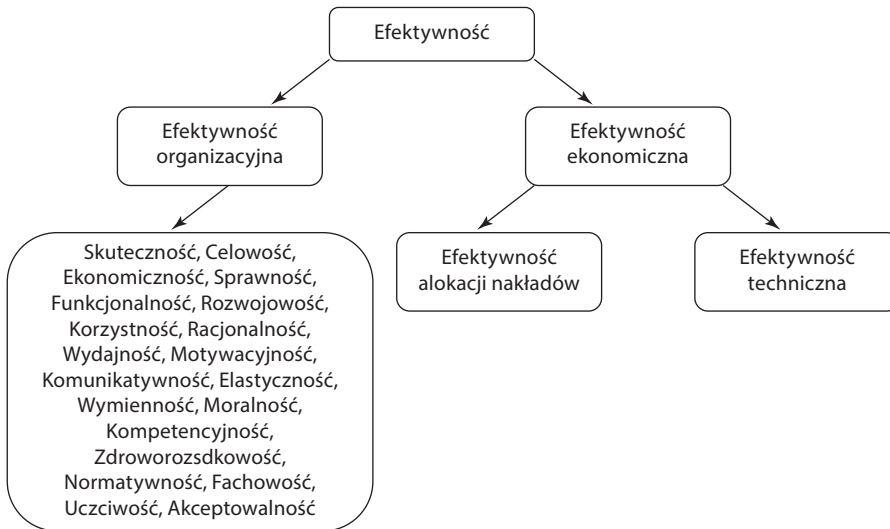 Efektywność
Efektywność
organizacyjna
Efektywność
ekonomiczna
Skuteczność, Celowość,
Ekonomiczność, Sprawność,
Funkcjonalność, Rozwojowość,
Korzystność, Racjonalność,
Wydajność, Motywacyjność,
Komunikatywność, Elastyczność,
Wymienność, Moralność,
Kompetencyjność,
Zdroworozsdkowość,
Normatywność, Fachowość,
Uczciwość, Akceptowalność
Efektywność
alokacji nakładów
Efektywność
techniczna